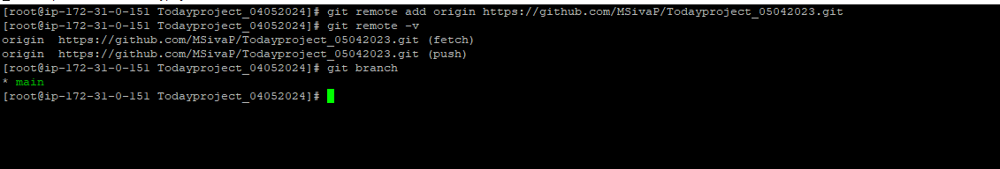 [root@ip-172-31-0-151 Todayproject_04052024]# git remote add origin https://github.com/MSivaP/Todayproject_05042023.git
[root@ip-172-31-0-151 Todayproject_04052024]# git remote -v
origin  https://github.com/MSivaP/Todayproject_05042023.git (fetch)
origin  https://github.com/MSivaP/Todayproject_05042023.git (push)
[root@ip-172-31-0-151 Todayproject_04052024]# git branch
* main
[root@ip-172-31-0-151 Todayproject_04052024]#